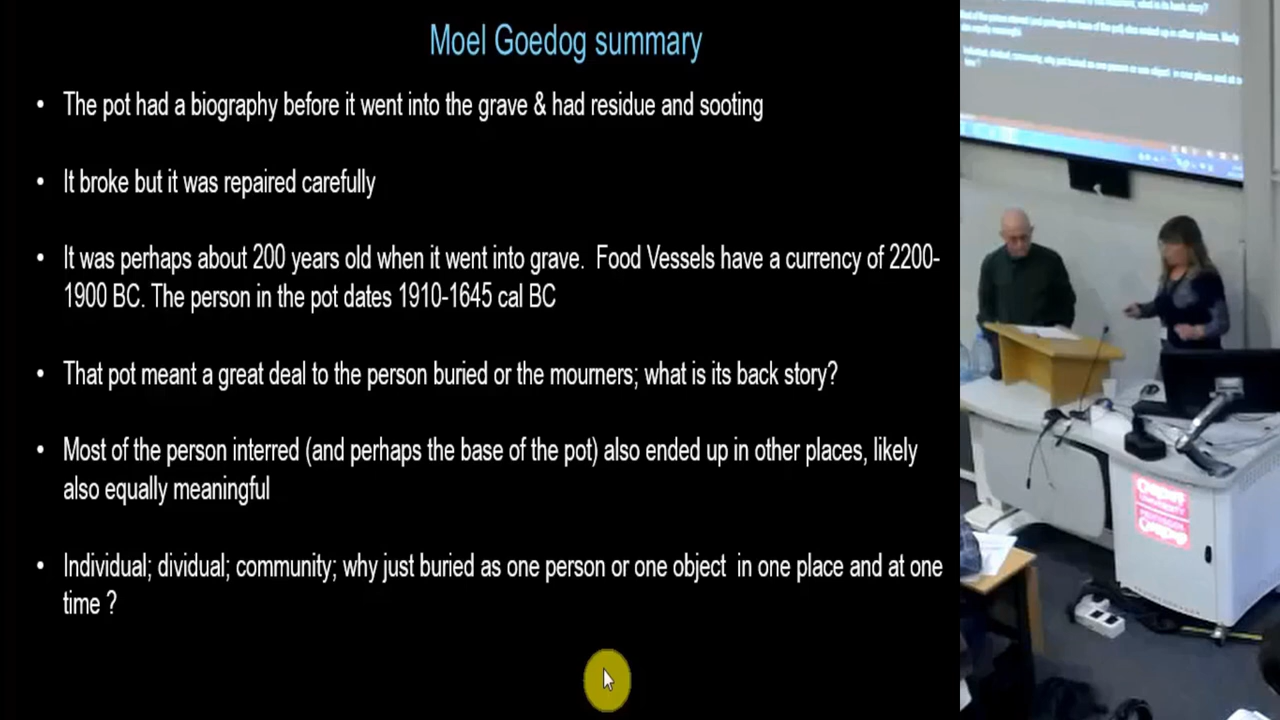 Moel Goedog summary
• The pot had a biography before it went into the grave & had residue and sooting
• It broke but it was repaired carefully
• It was perhaps about 200 years old when it went into grave. Food Vessels have a currency of 2200-
1900 BC. The person in the pot dates 1910-1645 cal BC
• That pot meant a great deal to the person buried or the mourners; what is its back story?
• Most of the person interred (and perhaps the base of the pot) also ended up in other places, likely
also equally meaningful
• Individual; dividual; community; why just buried as one person or one object in one place and at one
time ?
CARDIFF
UNIVERSITY
PRIFYSGOL
CAERDYDD